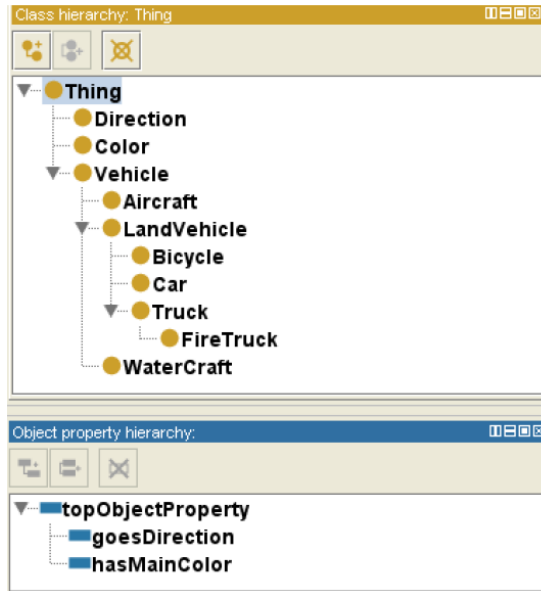 Class hierarchy: Thing
Thing
Direction
Color
Vehicle
Aircraft
LandVehicle
Bicycle
Car
Truck
FireTruck
WaterCraft
Object property hierarchy:
topObjectProperty
goesDirection
hasMainColor